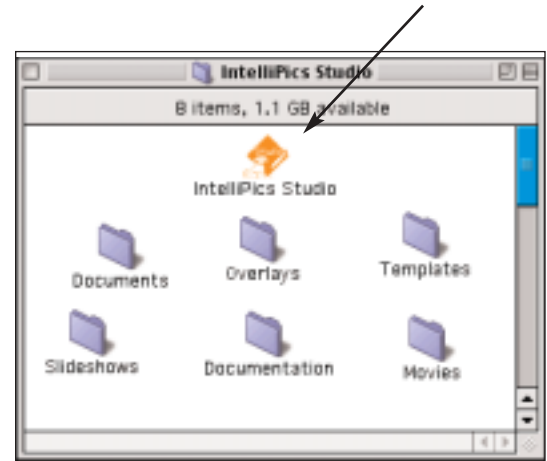 IntelliPics Studio
8 items, 1.1 GB available
IntelliPics Studio
Documents
Overlays
Templates
Slideshows
Documentation
Movies